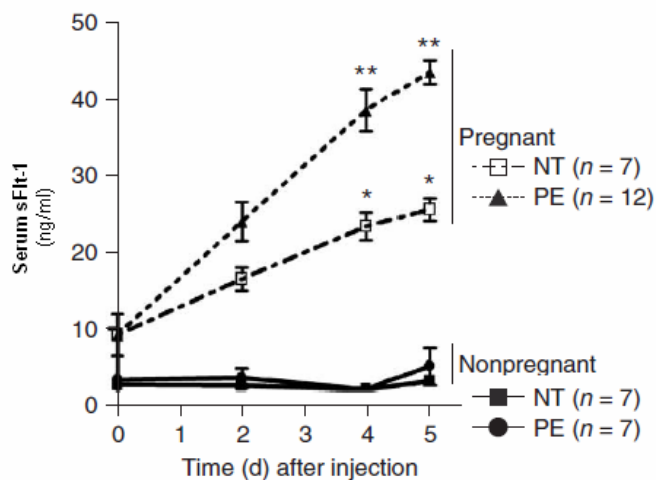 50
40
30
20
10
0
Serum sFlt-1
(ng/ml)
0 1 2 3 4 5
Time (d) after injection
** **
* *
Pregnant
NT (n = 7)
PE (n = 12)
Nonpregnant
NT (n = 7)
PE (n = 7)